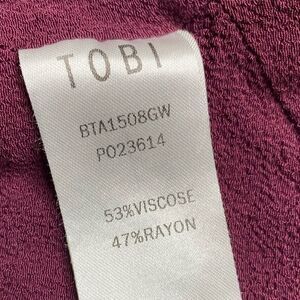 TOBI
BTA1508GW
PO23614
53%VISCOSE
47%RAYON